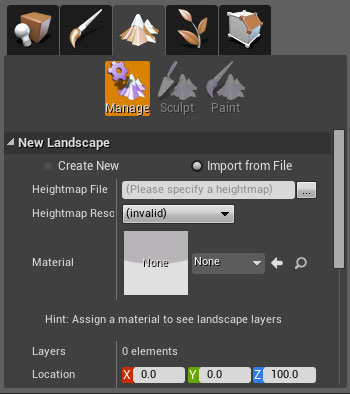 Manage Sculpt Paint
New Landscape
Create New Import from File
Heightmap File (Please specify a heightmap) ...
Heightmap Reso (invalid)
Material None None
Hint: Assign a material to see landscape layers
Layers 0 elements
Location X 0.0 Y 0.0 Z 100.0